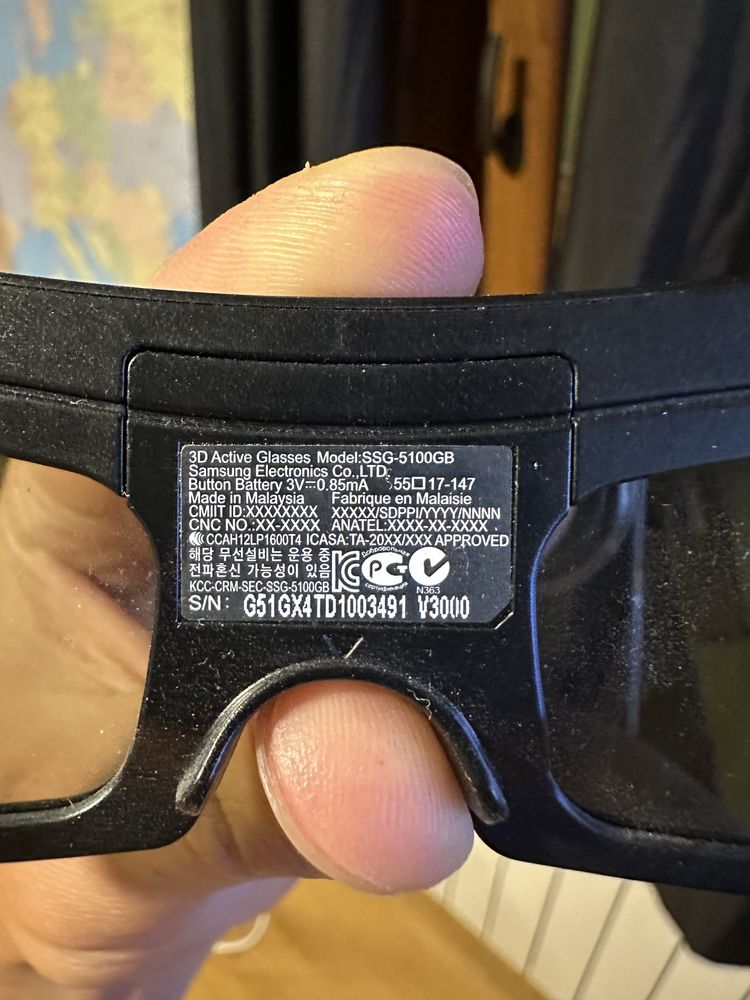 3D Active Glasses Model:SSG-5100GB
Samsung Electronics Co.,LTD.
Button Battery 3V⎓0.85mA 55□17-147
Made in Malaysia Fabrique en Malaisie
CMIIT ID:XXXXXXXX XXXXX/SDPPI/YYYY/NNNN
CNC NO.:XX-XXXX ANATEL:XXXX-XX-XXXX
CCAH12LP1600T4 ICASA:TA-20XX/XXX APPROVED
해당 무선설비는 운용 중
전파혼신 가능성이 있음
KCC-CRM-SEC-SSG-5100GB
N363
S/N: G51GX4TD1003491 V3000